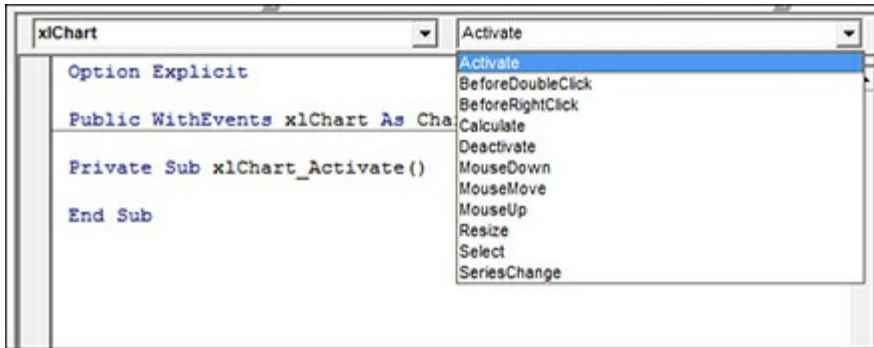 xlChart
Activate
Option Explicit
Public WithEvents xlChart As
Private Sub xlChart_Activate()
End Sub
Activate
BeforeDoubleClick
BeforeRightClick
Calculate
Deactivate
MouseDown
MouseMove
MouseUp
Resize
Select
SeriesChange